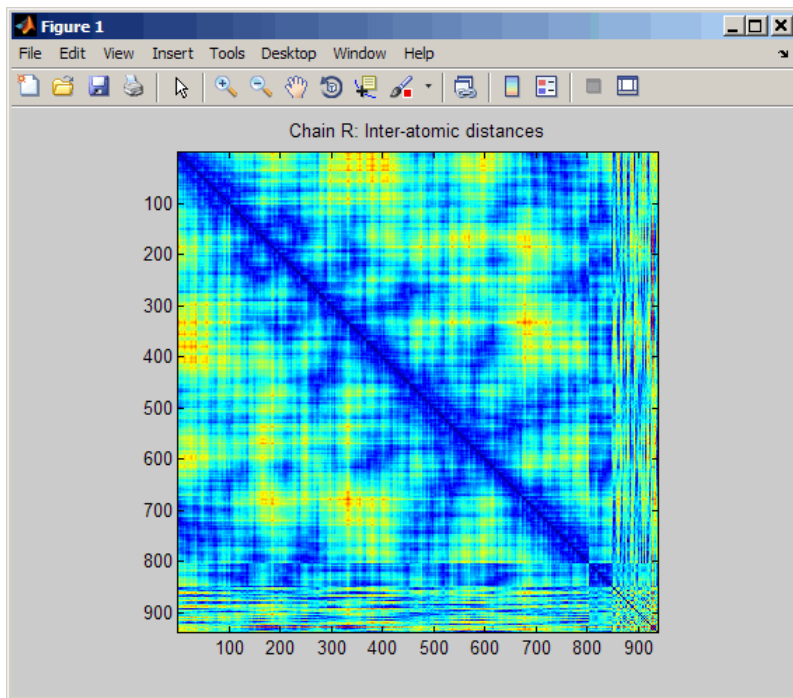 Figure 1
File Edit View Insert Tools Desktop Window Help
Chain R: Inter-atomic distances
100
200
300
400
500
600
700
800
900
100 200 300 400 500 600 700 800 900